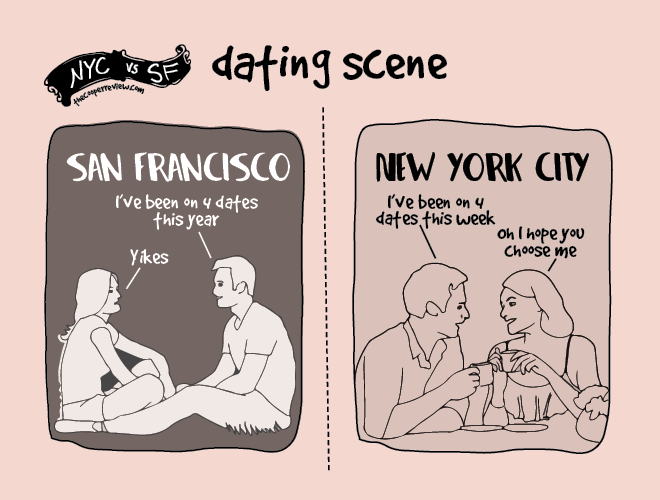 NYC vs SF
thecooperreview.com
dating scene
SAN FRANCISCO
I've been on 4 dates
this year
Yikes
NEW YORK CITY
I've been on 4
dates this week
Oh I hope you
choose me